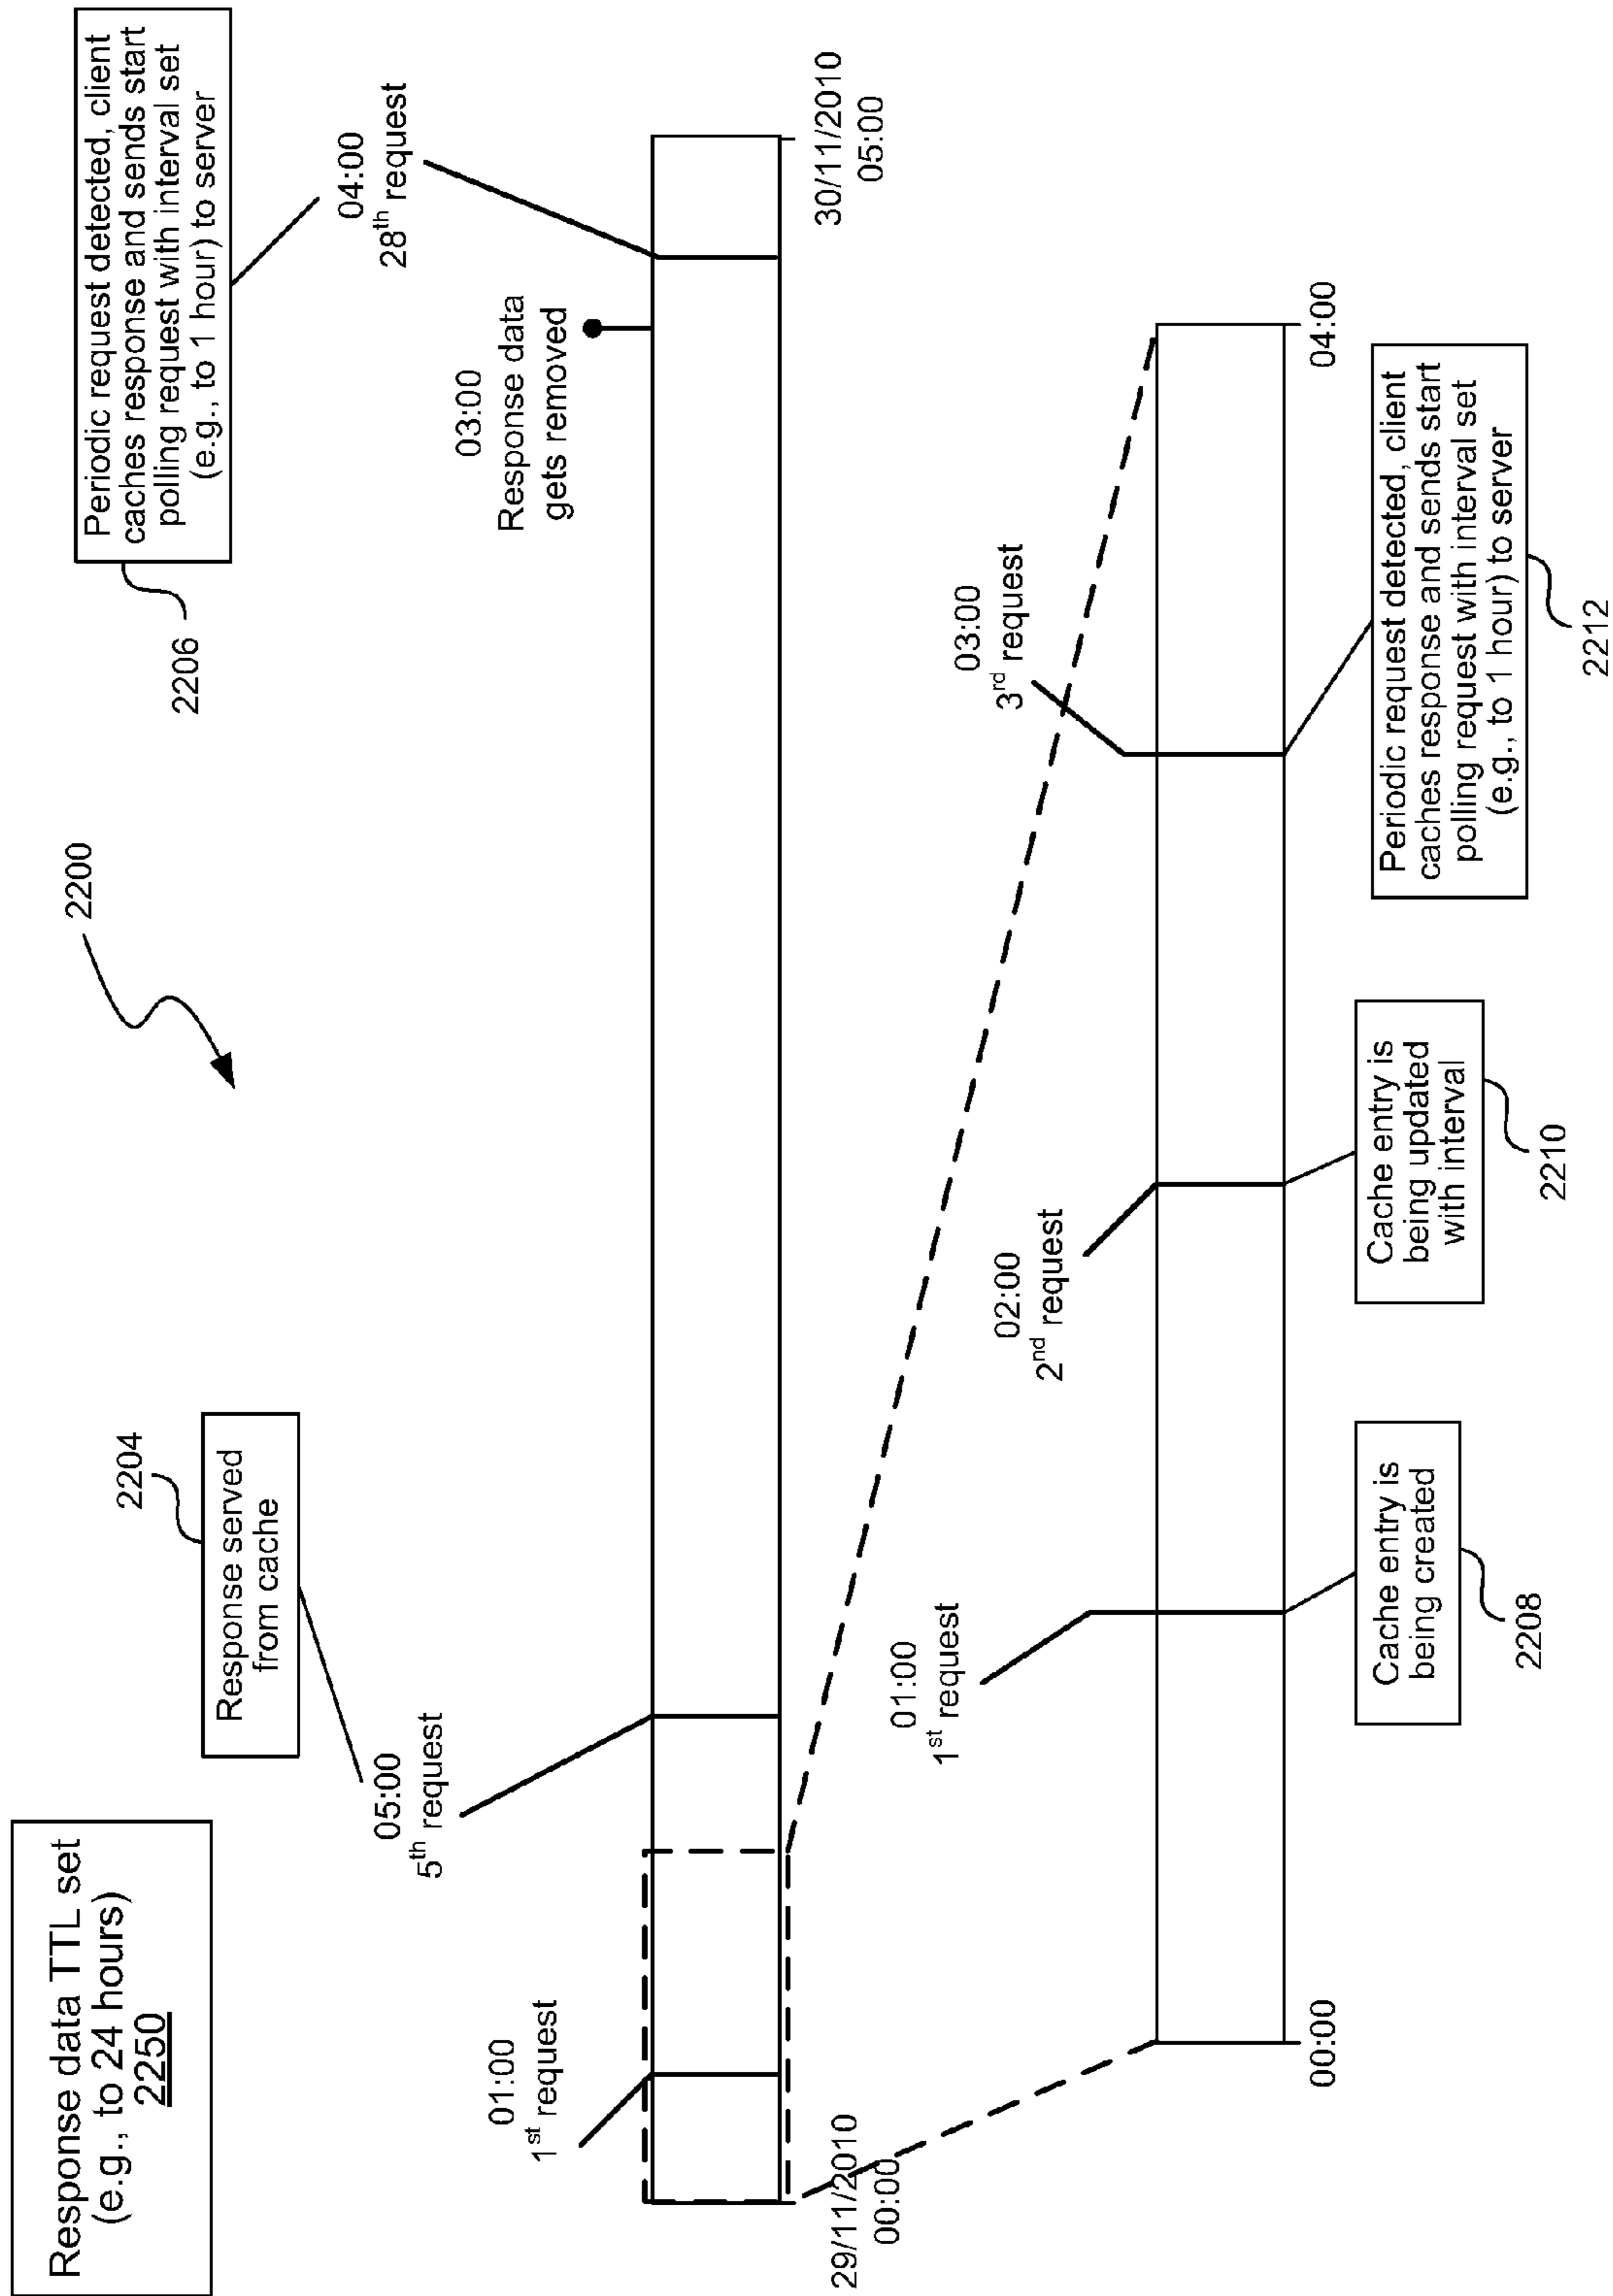 Response data TTL set
(e.g., to 24 hours)
2250
2200
2204
Response served
from cache
2206
Periodic request detected, client
caches response and sends start
polling request with interval set
(e.g., to 1 hour) to server
01:00
1st request
05:00
5th request
03:00
Response data
gets removed
04:00
28th request
29/11/2010
00:00
30/11/2010
05:00
01:00
1st request
02:00
2nd request
03:00
3rd request
00:00
04:00
Cache entry is
being created
2208
Cache entry is
being updated
with interval
2210
Periodic request detected, client
caches response and sends start
polling request with interval set
(e.g., to 1 hour) to server
2212